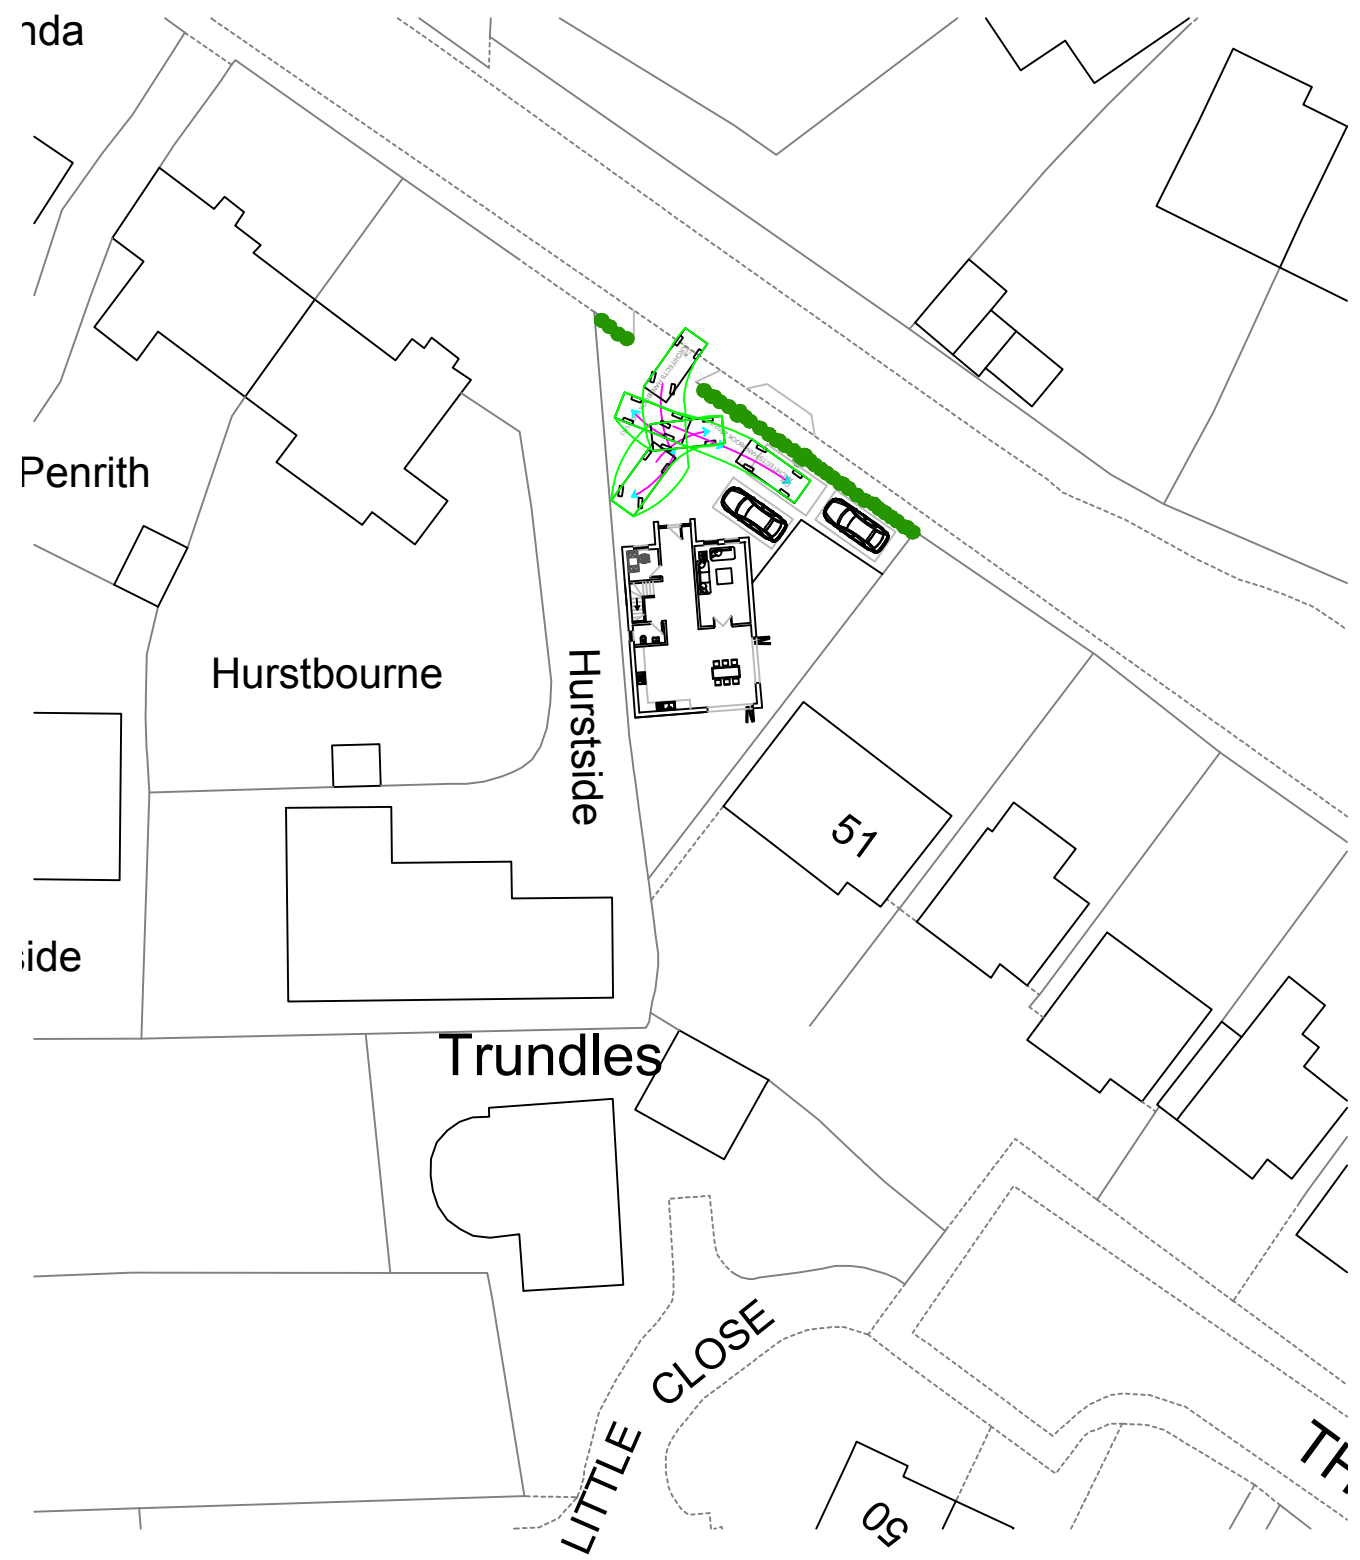 nda
Penrith
Hurstbourne
Hurstside
51
side
Trundles
LITTLE CLOSE
TH
50